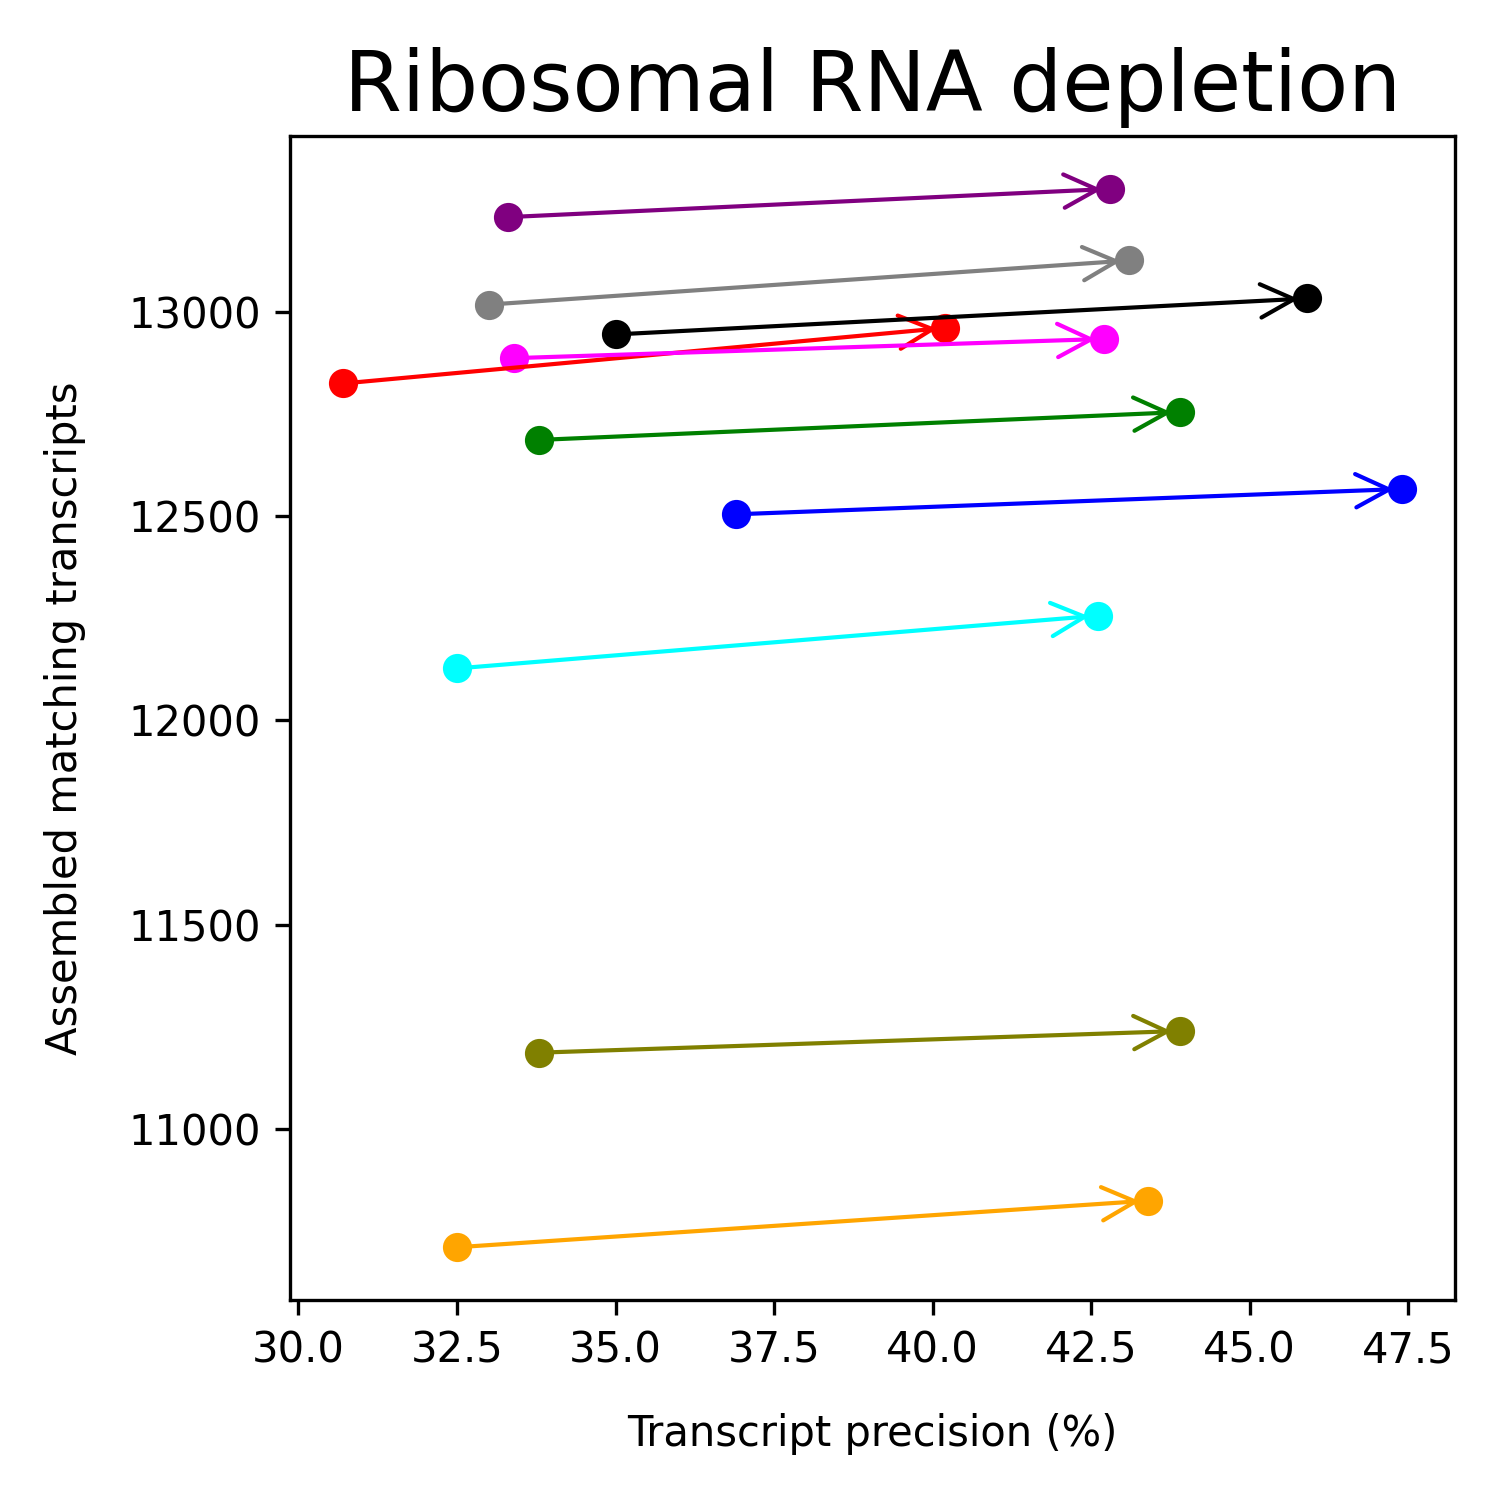 Ribosomal RNA depletion
13000
12500
12000
11500
11000
Assembled matching transcripts
30.0 32.5 35.0 37.5 40.0 42.5 45.0 47.5
Transcript precision (%)